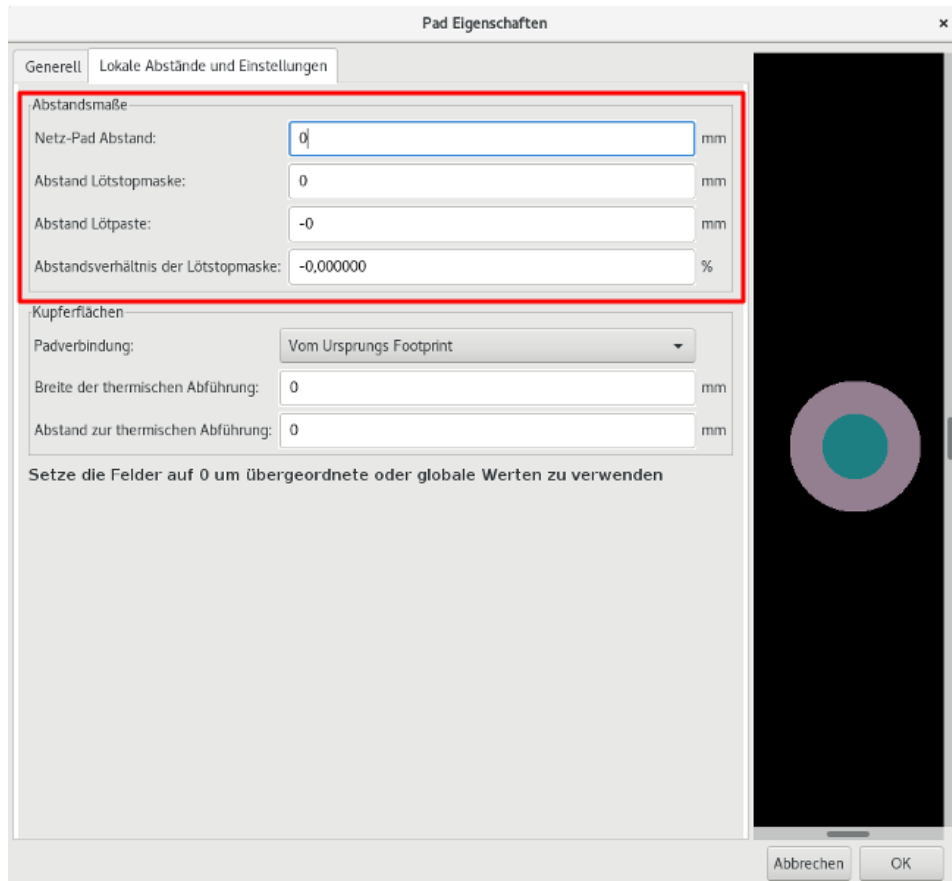 Pad Eigenschaften ×
Generell Lokale Abstände und Einstellungen
Abstandsmaße
Netz-Pad Abstand: 0 mm
Abstand Lötstopmaske: 0 mm
Abstand Lötpaste: -0 mm
Abstandsverhältnis der Lötstopmaske: -0,000000 %
Kupferflächen
Padverbindung: Vom Ursprungs Footprint
Breite der thermischen Abführung: 0 mm
Abstand zur thermischen Abführung: 0 mm
Setze die Felder auf 0 um übergeordnete oder globale Werten zu verwenden
Abbrechen OK